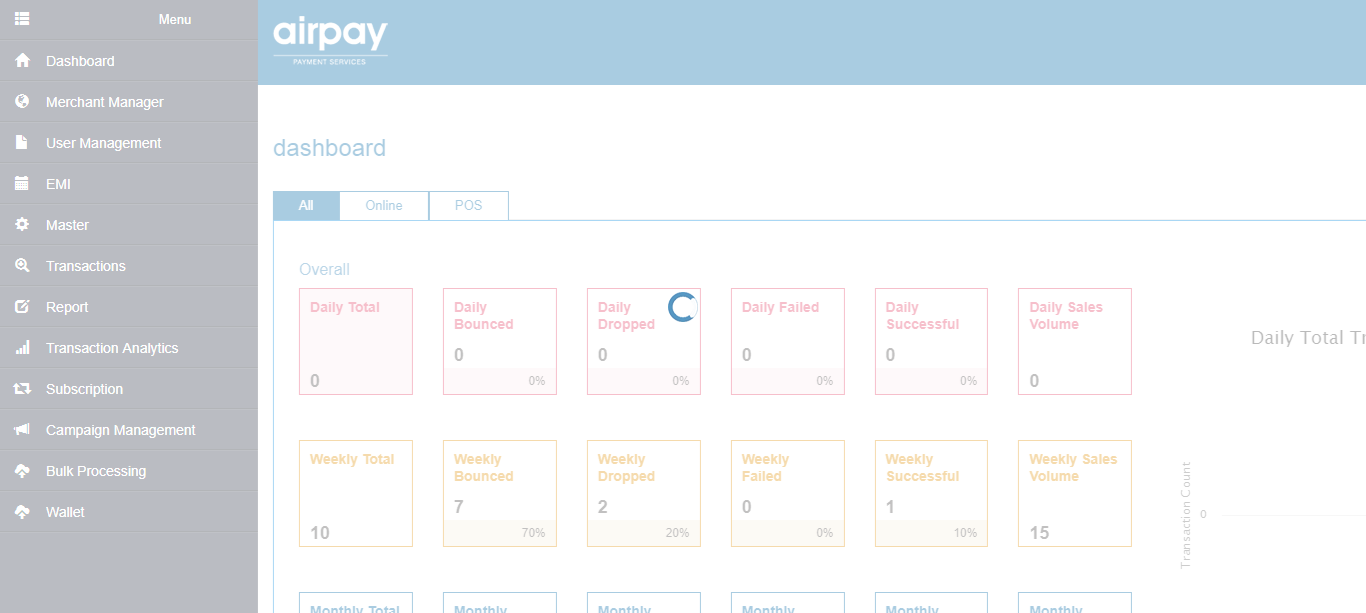 Menu
Dashboard
Merchant Manager
User Management
EMI
Master
Transactions
Report
Transaction Analytics
Subscription
Campaign Management
Bulk Processing
Wallet
airpay
PAYMENT SERVICES
dashboard
All
Online
POS
Overall
Daily Total
0
Daily
Bounced
0
0%
Daily
Dropped
0
0%
Daily Failed
0
0%
Daily
Successful
0
0%
Daily Sales
Volume
0
Weekly Total
10
Weekly
Bounced
7
70%
Weekly
Dropped
2
20%
Weekly
Failed
0
0%
Weekly
Successful
1
10%
Weekly Sales
Volume
15
Monthly Total
Monthly
Monthly
Monthly
Monthly
Monthly
Daily Total Tr
Transaction Count
0